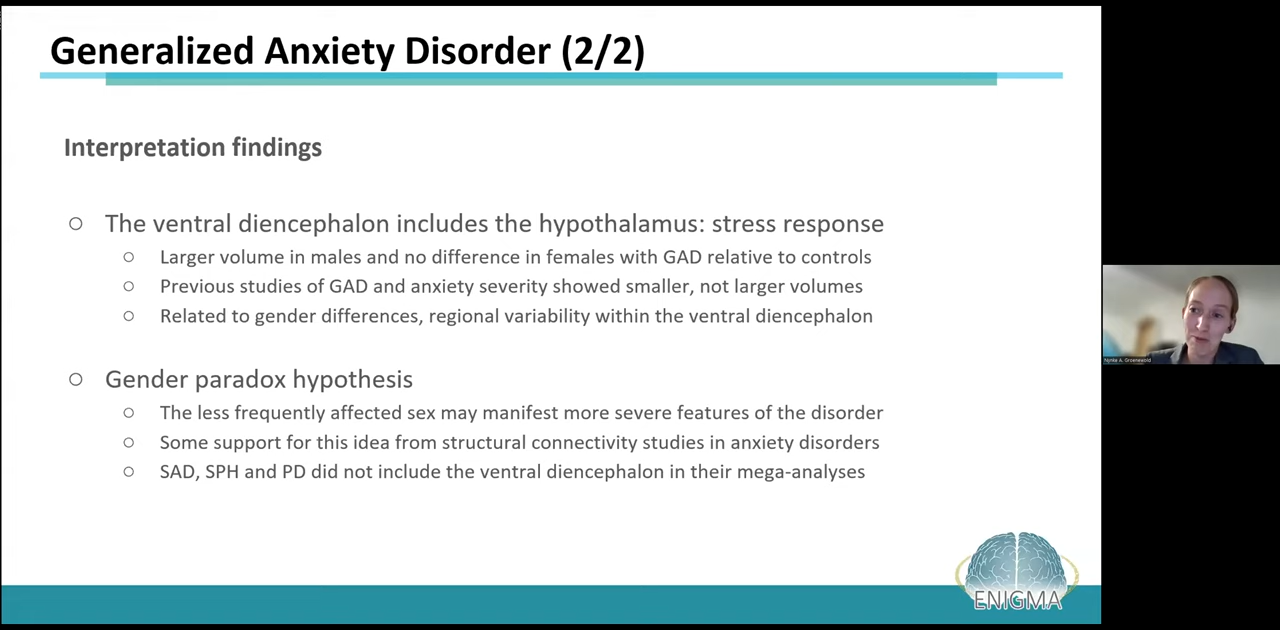 Generalized Anxiety Disorder (2/2)
Interpretation findings
The ventral diencephalon includes the hypothalamus: stress response
Larger volume in males and no difference in females with GAD relative to controls
Previous studies of GAD and anxiety severity showed smaller, not larger volumes
Related to gender differences, regional variability within the ventral diencephalon
Gender paradox hypothesis
The less frequently affected sex may manifest more severe features of the disorder
Some support for this idea from structural connectivity studies in anxiety disorders
SAD, SPH and PD did not include the ventral diencephalon in their mega-analyses
ENIGMA
Nynke A. Groenewold